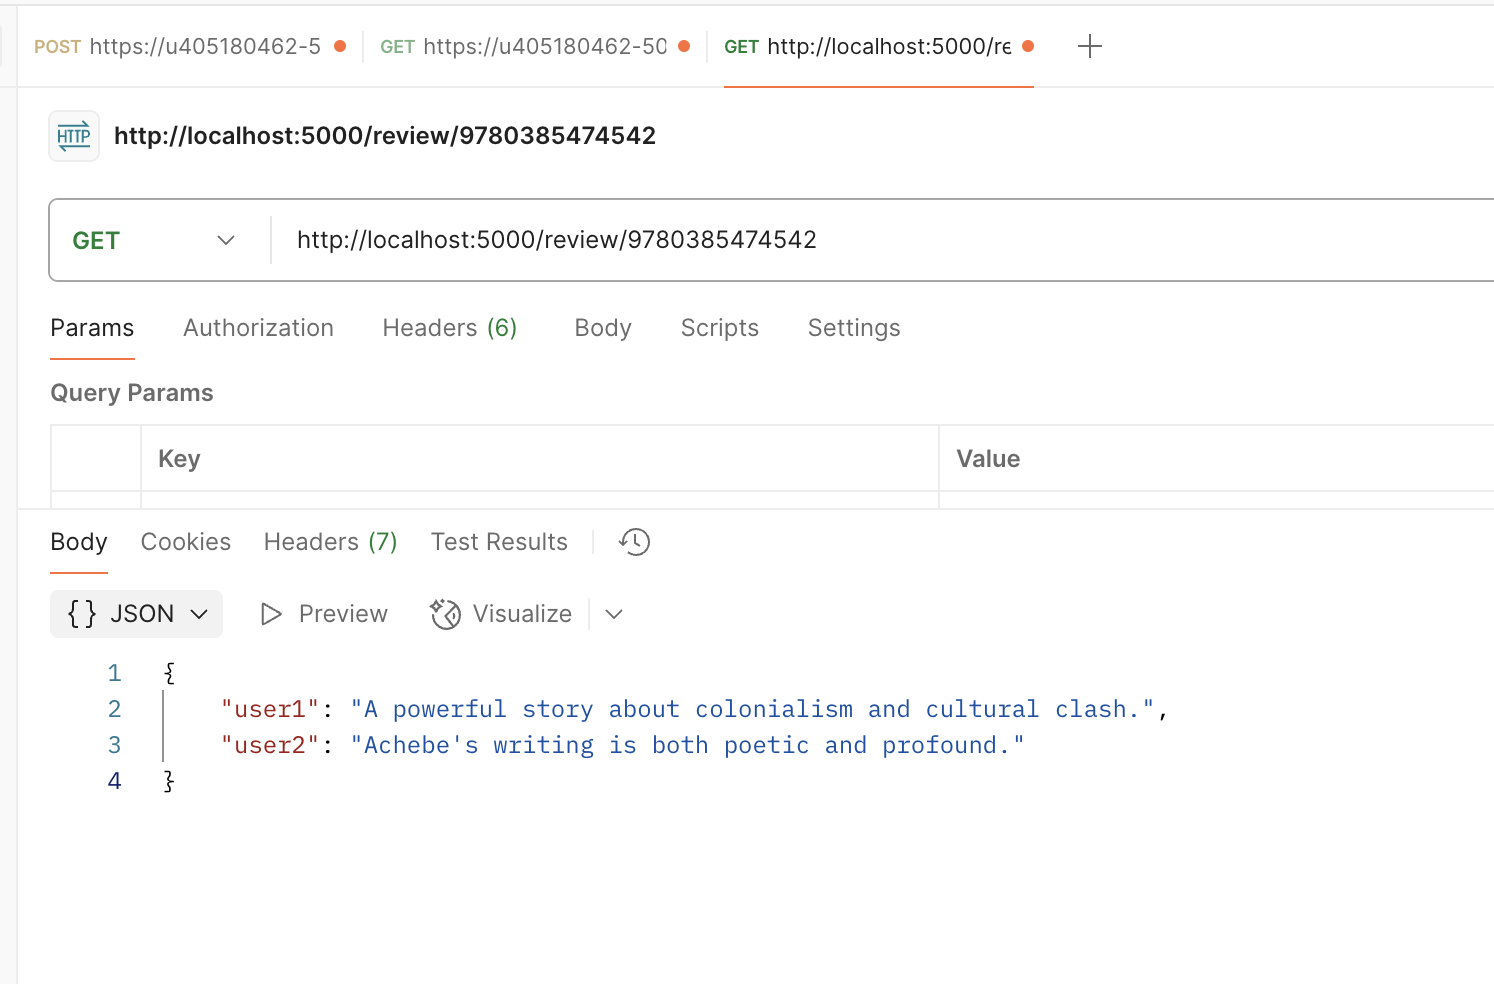 POST https://u405180462-5 GET https://u405180462-50 GET http://localhost:5000/re
HTTP http://localhost:5000/review/9780385474542
GET http://localhost:5000/review/9780385474542
Params Authorization Headers (6) Body Scripts Settings
Query Params
Key Value
Body Cookies Headers (7) Test Results
{} JSON Preview Visualize
1 {
2 "user1": "A powerful story about colonialism and cultural clash.",
3 "user2": "Achebe's writing is both poetic and profound."
4 }